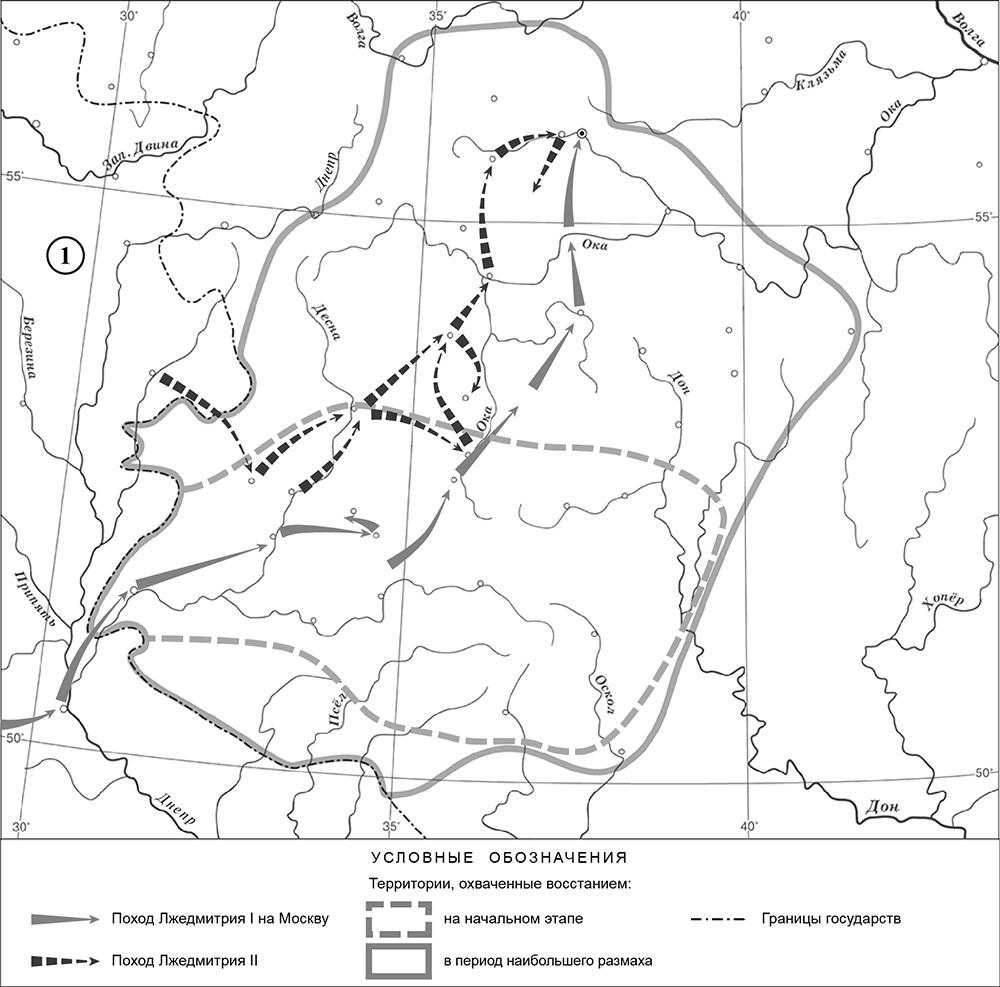 30°
35°
40°
Волга
Волга
Клязьма
Ока
Зап. Двина
Днепр
55°
55°
1
Ока
Десна
Березина
Дон
Ока
Припять
Хопёр
Псёл
Оскол
50°
50°
Днепр
Дон
30°
35°
40°
УСЛОВНЫЕ ОБОЗНАЧЕНИЯ
Территории, охваченные восстанием:
Поход Лжедмитрия I на Москву
на начальном этапе
Границы государств
Поход Лжедмитрия II
в период наибольшего размаха